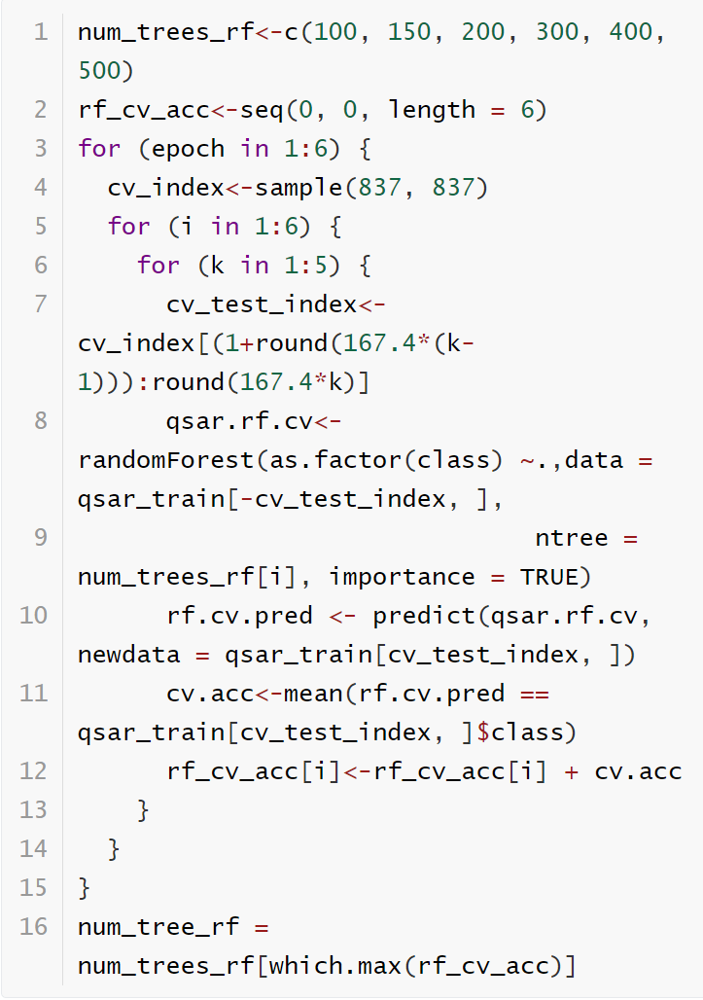 1 num_trees_rf<-c(100, 150, 200, 300, 400,
500)
2 rf_cv_acc<-seq(0, 0, length = 6)
3 for (epoch in 1:6) {
4   cv_index<-sample(837, 837)
5   for (i in 1:6) {
6     for (k in 1:5) {
7       cv_test_index<-
cv_index[(1+round(167.4*(k-
1))):round(167.4*k)]
8       qsar.rf.cv<-
randomForest(as.factor(class) ~.,data =
qsar_train[-cv_test_index, ],
9                                ntree =
num_trees_rf[i], importance = TRUE)
10       rf.cv.pred <- predict(qsar.rf.cv,
newdata = qsar_train[cv_test_index, ])
11       cv.acc<-mean(rf.cv.pred ==
qsar_train[cv_test_index, ]$class)
12       rf_cv_acc[i]<-rf_cv_acc[i] + cv.acc
13     }
14   }
15 }
16 num_tree_rf =
num_trees_rf[which.max(rf_cv_acc)]